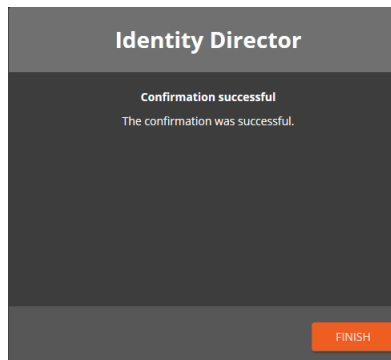 Identity Director
Confirmation successful
The confirmation was successful.
FINISH